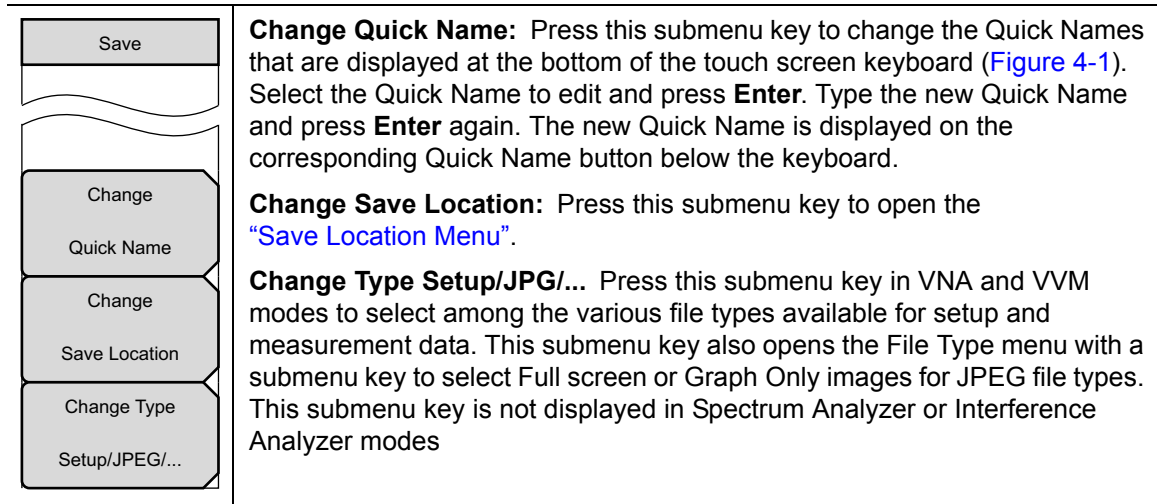 Save
Change
Quick Name
Change
Save Location
Change Type
Setup/JPEG/...
Change Quick Name: Press this submenu key to change the Quick Names
that are displayed at the bottom of the touch screen keyboard (Figure 4-1).
Select the Quick Name to edit and press Enter. Type the new Quick Name
and press Enter again. The new Quick Name is displayed on the
corresponding Quick Name button below the keyboard.
Change Save Location: Press this submenu key to open the
“Save Location Menu”.
Change Type Setup/JPG/... Press this submenu key in VNA and VVM
modes to select among the various file types available for setup and
measurement data. This submenu key also opens the File Type menu with a
submenu key to select Full screen or Graph Only images for JPEG file types.
This submenu key is not displayed in Spectrum Analyzer or Interference
Analyzer modes